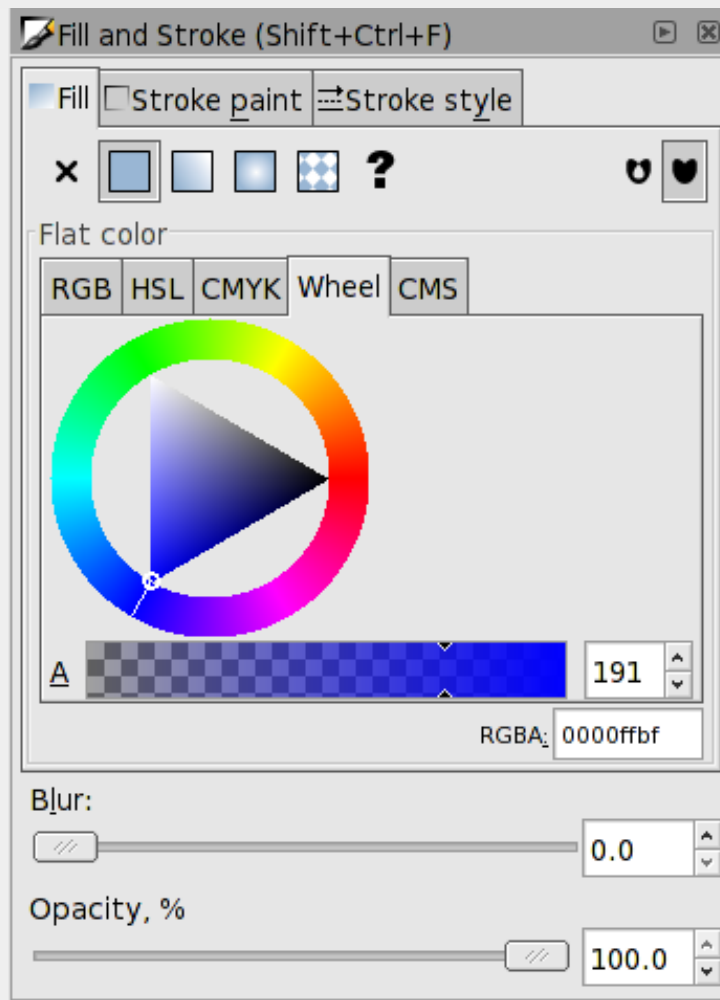 Fill and Stroke (Shift+Ctrl+F)
Fill Stroke paint Stroke style
?
Flat color
RGB HSL CMYK Wheel CMS
A 191
RGBA: 0000ffbf
Blur:
0.0
Opacity, %
100.0